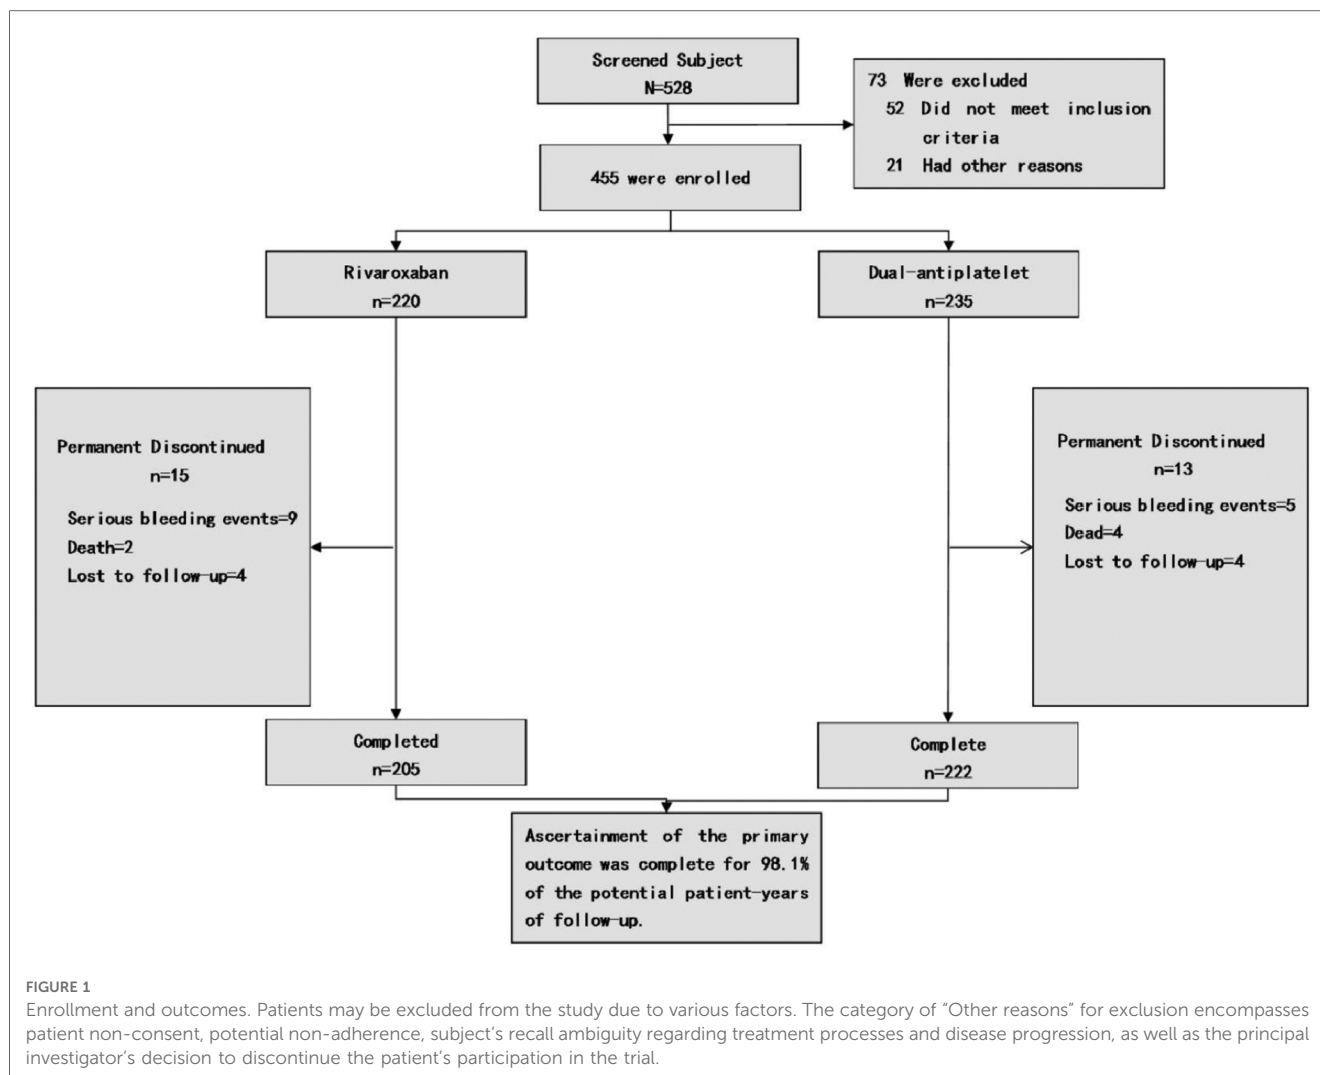 Screened Subject
N=528
73 Were excluded
52 Did not meet inclusion
criteria
21 Had other reasons
455 were enrolled
Rivaroxaban
n=220
Dual-antiplatelet
n=235
Permanent Discontinued
n=15
Serious bleeding events=9
Death=2
Lost to follow-up=4
Permanent Discontinued
n=13
Serious bleeding events=5
Dead=4
Lost to follow-up=4
Completed
n=205
Complete
n=222
Ascertainment of the primary
outcome was complete for 98.1%
of the potential patient-years
of follow-up.
FIGURE 1
Enrollment and outcomes. Patients may be excluded from the study due to various factors. The category of “Other reasons” for exclusion encompasses
patient non-consent, potential non-adherence, subject’s recall ambiguity regarding treatment processes and disease progression, as well as the principal
investigator’s decision to discontinue the patient’s participation in the trial.